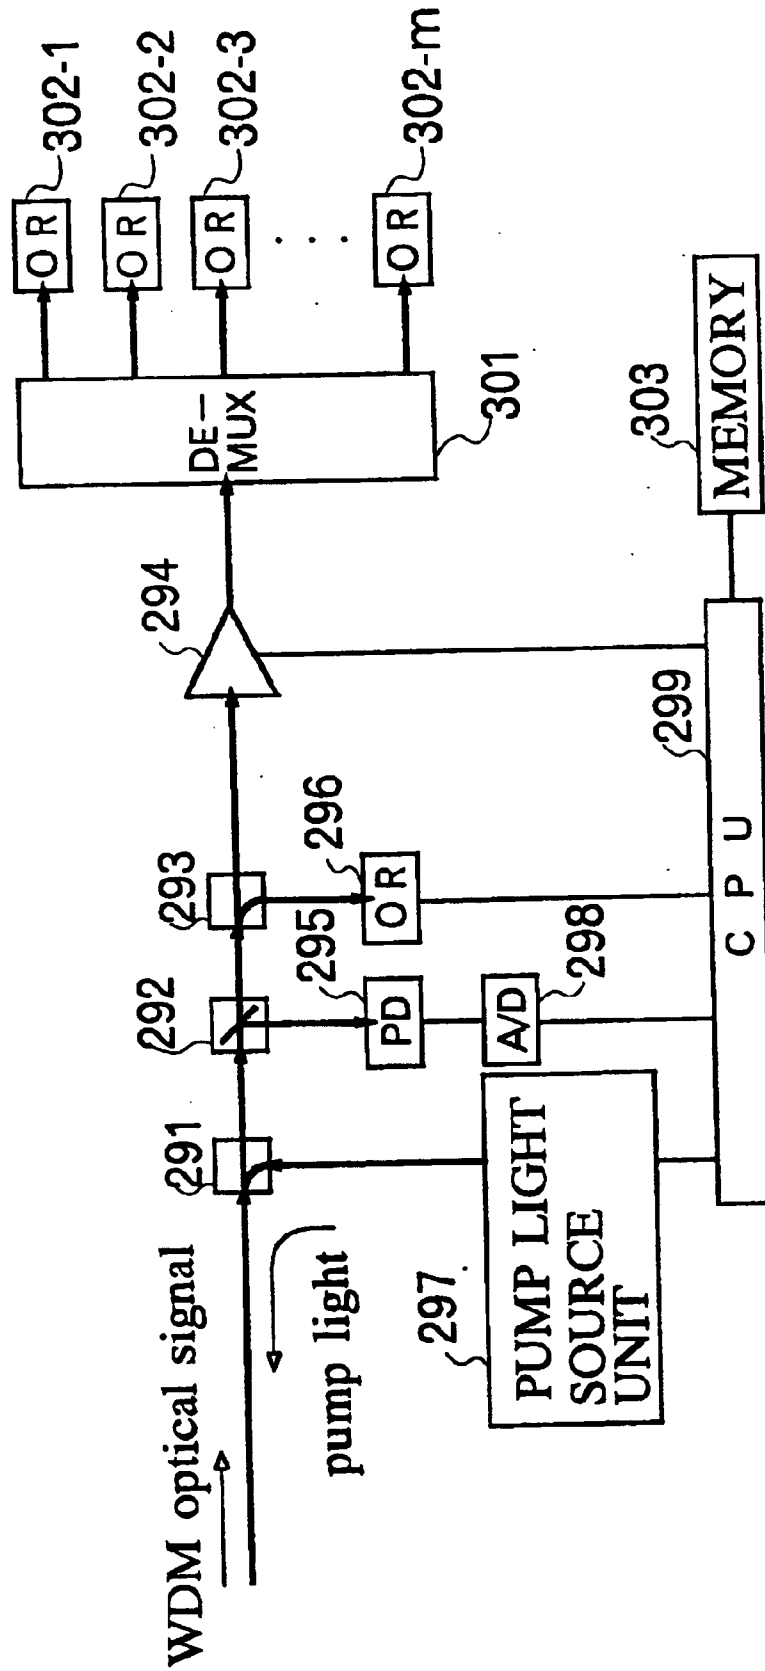 WDM optical signal
pump light
291
292
293
294
DE-
MUX
301
OR
302-1
OR
302-2
OR
302-3
OR
302-m
295
PD
296
OR
A/D
298
297
PUMP LIGHT
SOURCE
UNIT
299
CPU
303
MEMORY